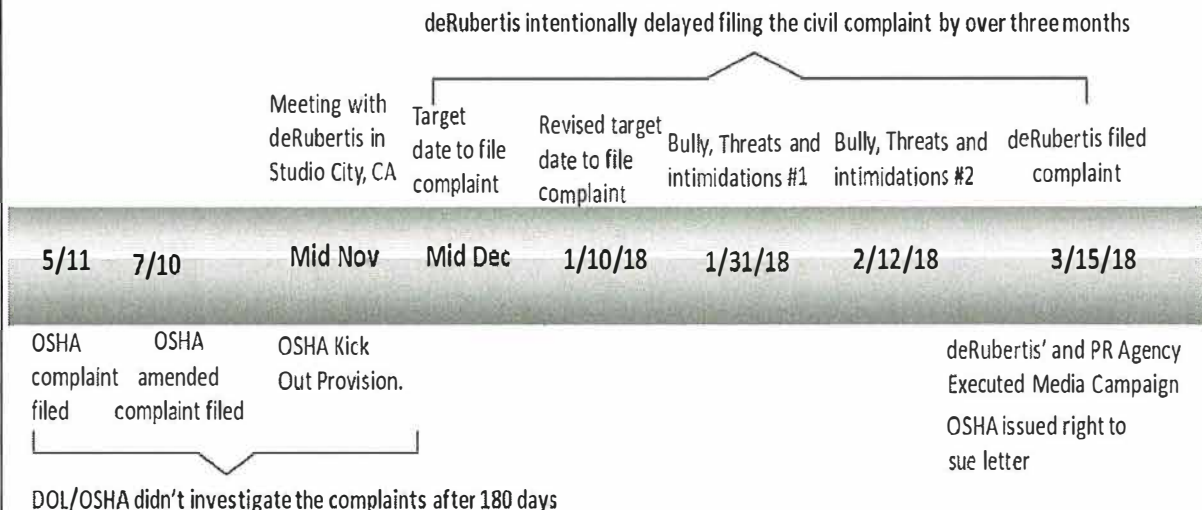 deRubertis intentionally delayed filing the civil complaint by over three months
Meeting with
deRubertis in
Studio City, CA
Target
date to file
complaint
Revised target
date to file
complaint
Bully, Threats and
intimidations #1
Bully, Threats and
intimidations #2
deRubertis filed
complaint
5/11 7/10 Mid Nov Mid Dec 1/10/18 1/31/18 2/12/18 3/15/18
OSHA
complaint
filed
OSHA
amended
complaint filed
OSHA Kick
Out Provision.
deRubertis' and PR Agency
Executed Media Campaign
OSHA issued right to
sue letter
DOL/OSHA didn't investigate the complaints after 180 days